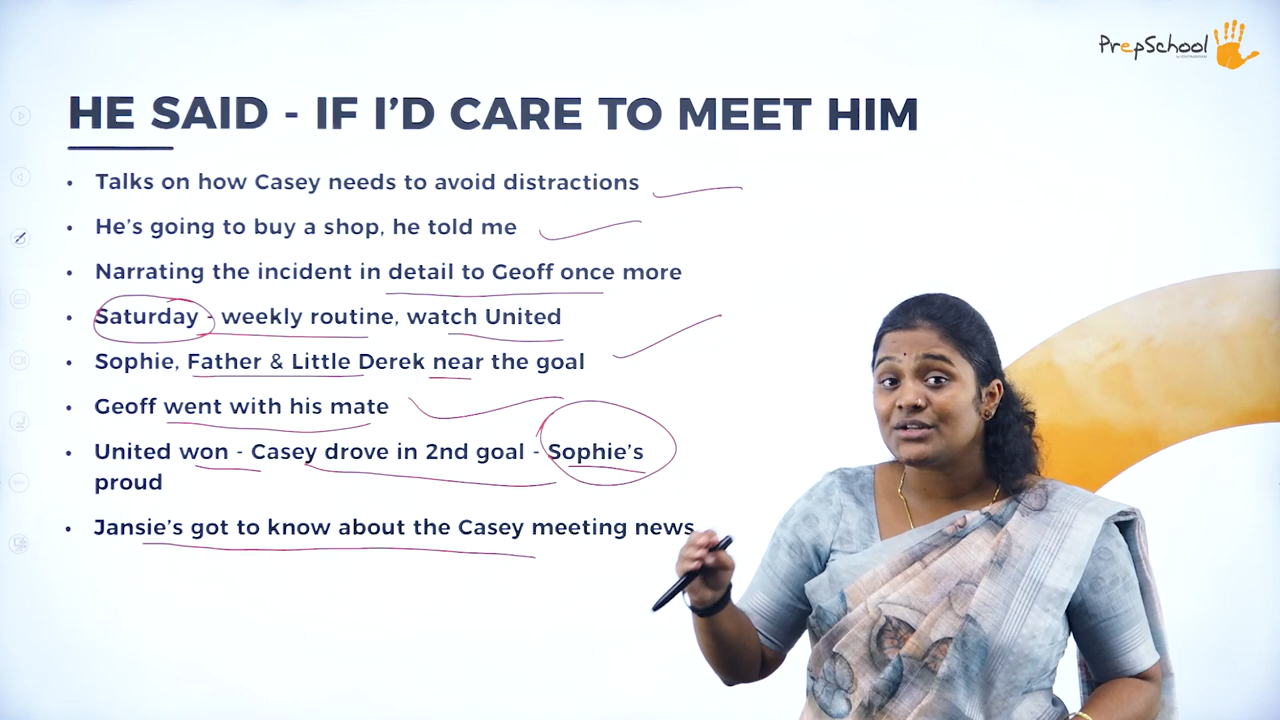 PrepSchool
HE SAID - IF I'D CARE TO MEET HIM
• Talks on how Casey needs to avoid distractions
• He's going to buy a shop, he told me
• Narrating the incident in detail to Geoff once more
• Saturday - weekly routine, watch United
• Sophie, Father & Little Derek near the goal
• Geoff went with his mate
• United won - Casey drove in 2nd goal - Sophie's
proud
• Jansie's got to know about the Casey meeting news